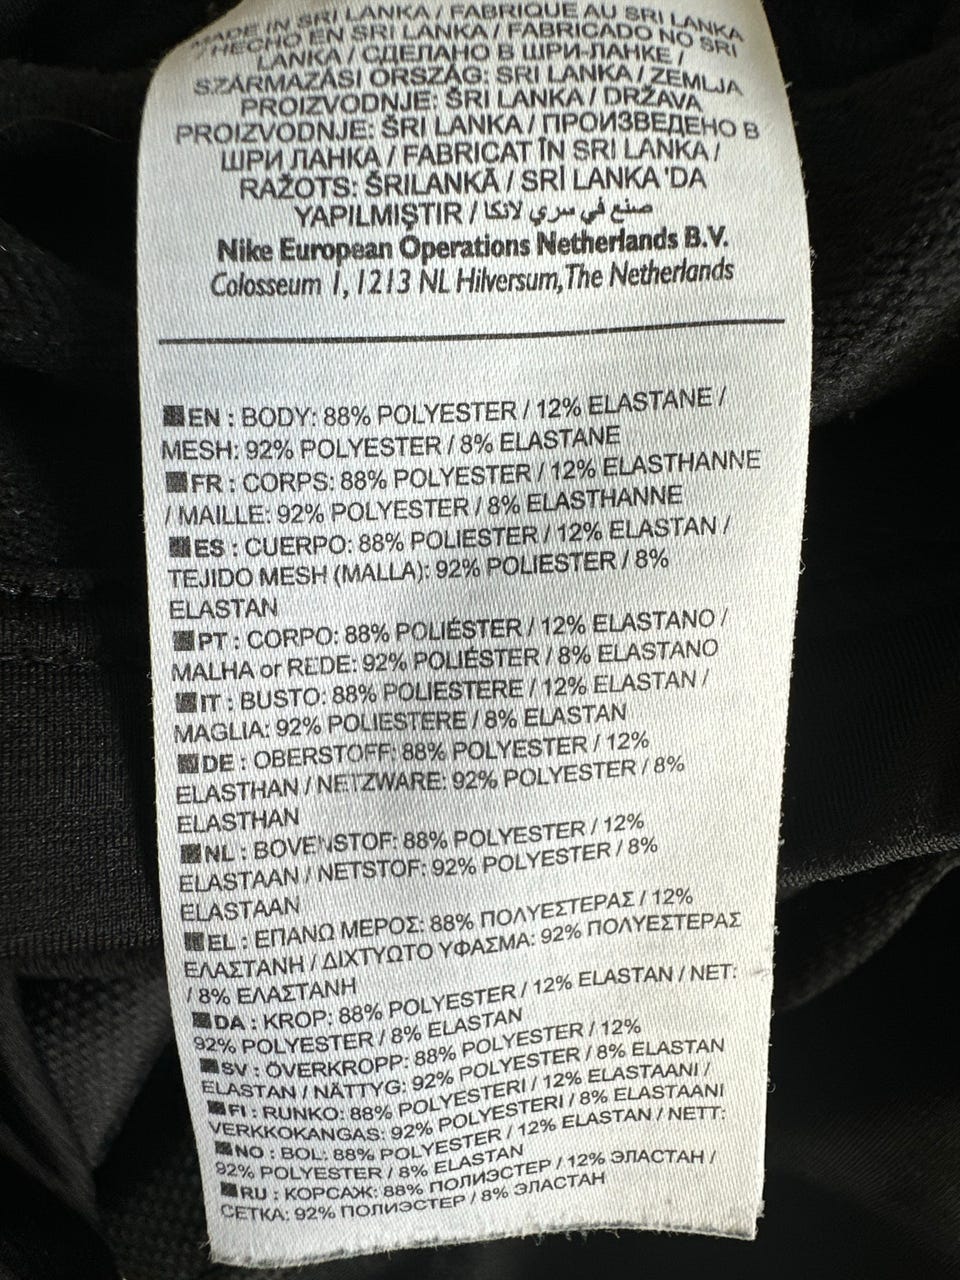 MADE IN SRI LANKA / FABRIQUÉ AU SRI LANKA
/ HECHO EN SRI LANKA / FABRICADO NO SRI
LANKA / СДЕЛАНО В ШРИ-ЛАНКЕ /
SZÁRMAZÁSI ORSZÁG: SRI LANKA / ZEMLJA
PROIZVODNJE: ŠRI LANKA / DRŽAVA
PROIZVODNJE: ŠRI LANKA / ПРОИЗВЕДЕНО В
ШРИ ЛАНКА / FABRICAT ÎN SRI LANKA /
RAŽOTS: ŠRILANKĀ / SRİ LANKA 'DA
YAPILMIŞTIR / صنع في سري لانكا
Nike European Operations Netherlands B.V.
Colosseum 1, 1213 NL Hilversum, The Netherlands
EN : BODY: 88% POLYESTER / 12% ELASTANE /
MESH: 92% POLYESTER / 8% ELASTANE
FR : CORPS: 88% POLYESTER / 12% ELASTHANNE
/ MAILLE: 92% POLYESTER / 8% ELASTHANNE
ES : CUERPO: 88% POLIESTER / 12% ELASTAN /
TEJIDO MESH (MALLA): 92% POLIESTER / 8%
ELASTAN
PT : CORPO: 88% POLIÉSTER / 12% ELASTANO /
MALHA or REDE: 92% POLIÉSTER / 8% ELASTANO
IT : BUSTO: 88% POLIESTERE / 12% ELASTAN /
MAGLIA: 92% POLIESTERE / 8% ELASTAN
DE : OBERSTOFF: 88% POLYESTER / 12%
ELASTHAN / NETZWARE: 92% POLYESTER / 8%
ELASTHAN
NL : BOVENSTOF: 88% POLYESTER / 12%
ELASTAAN / NETSTOF: 92% POLYESTER / 8%
ELASTAAN
EL : ΕΠΑΝΩ ΜΕΡΟΣ: 88% ΠΟΛΥΕΣΤΕΡΑΣ / 12%
ΕΛΑΣΤΑΝΗ / ΔΙΧΤΥΩΤΟ ΥΦΑΣΜΑ: 92% ΠΟΛΥΕΣΤΕΡΑΣ
/ 8% ΕΛΑΣΤΑΝΗ
DA : KROP: 88% POLYESTER / 12% ELASTAN / NET:
92% POLYESTER / 8% ELASTAN
SV : ÖVERKROPP: 88% POLYESTER / 12%
ELASTAN / NÄTTYG: 92% POLYESTER / 8% ELASTAN
FI : RUNKO: 88% POLYESTERI / 12% ELASTAANI /
VERKKOKANGAS: 92% POLYESTERI / 8% ELASTAANI
NO : BOL: 88% POLYESTER / 12% ELASTAN / NETT:
92% POLYESTER / 8% ELASTAN
RU : КОРСАЖ: 88% ПОЛИЭСТЕР / 12% ЭЛАСТАН /
СЕТКА: 92% ПОЛИЭСТЕР / 8% ЭЛАСТАН